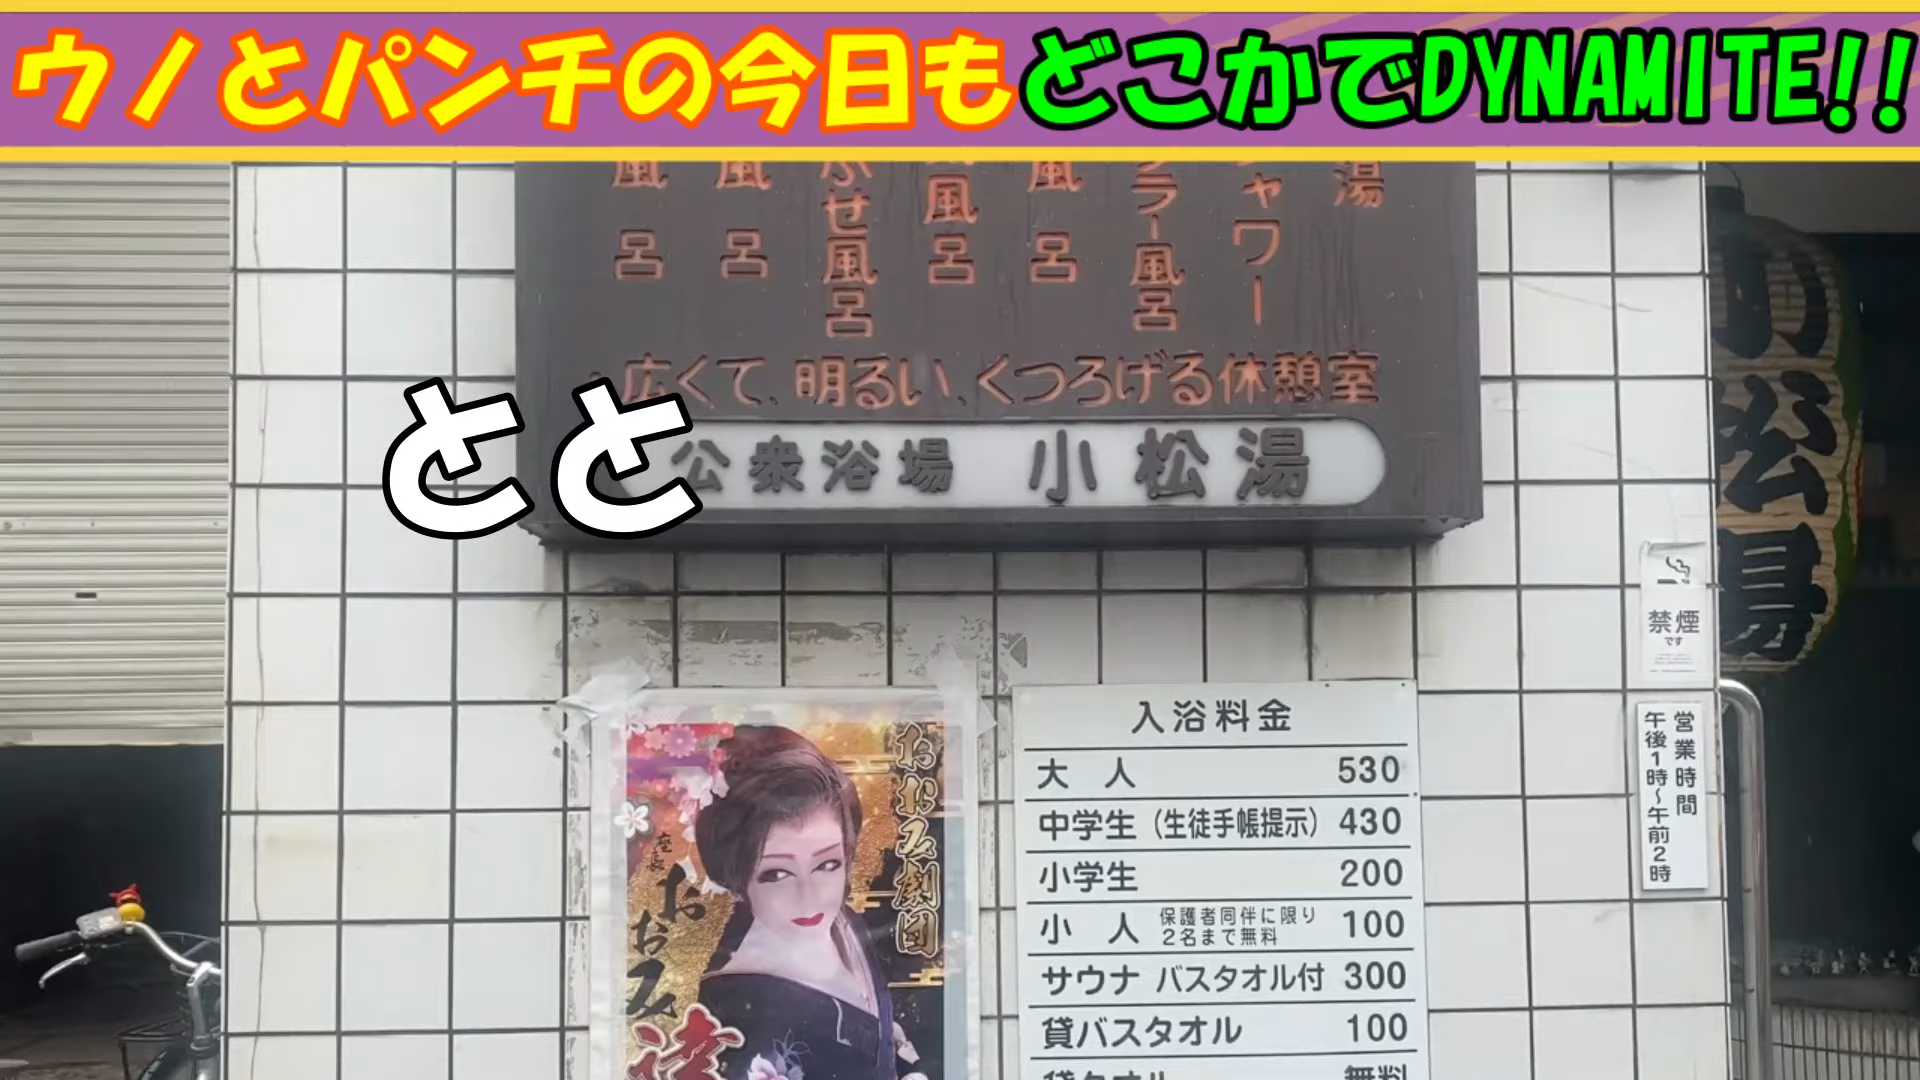 ウノとパンチの今日もどこかでDYNAMITE!!
風呂
風呂
ぶせ風呂
風呂
風呂
ラー風呂
ャワー
湯
広くて、明るい、くつろげる休憩室
とと
公衆浴場 小松湯
小松湯
禁煙
です
営業時間
午後1時〜午前2時
おおみ劇団
座長
おおみ
入浴料金
大人 530
中学生(生徒手帳提示) 430
小学生 200
小人 保護者同伴に限り 100
2名まで無料
サウナ バスタオル付 300
貸バスタオル 100
貸タオル 無料